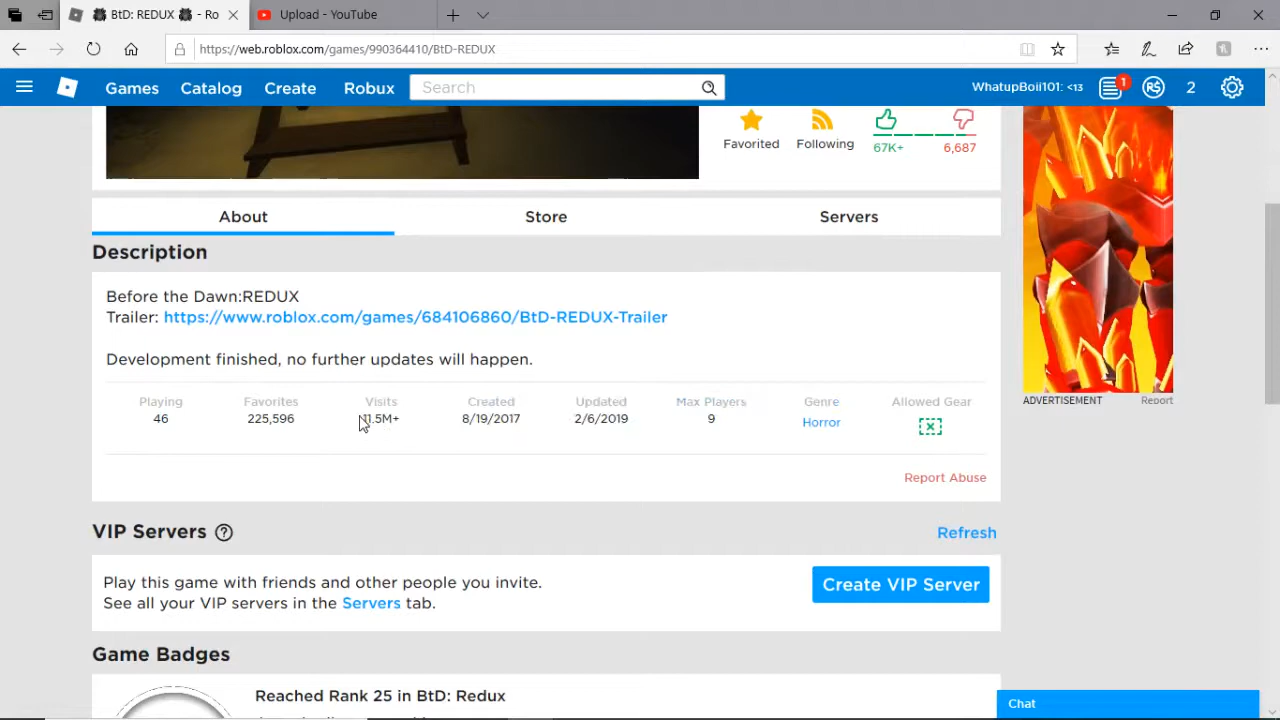 BtD: REDUX - Ro
Upload - YouTube
https://web.roblox.com/games/990364410/BtD-REDUX
Games Catalog Create Robux Search WhatupBoii101: <13 1 R$ 2
Favorited Following 67K+ 6,687
About Store Servers
Description
Before the Dawn:REDUX
Trailer: https://www.roblox.com/games/684106860/BtD-REDUX-Trailer
Development finished, no further updates will happen.
Playing Favorites Visits Created Updated Max Players Genre Allowed Gear
46 225,596 11.5M+ 8/19/2017 2/6/2019 9 Horror
ADVERTISEMENT Report
Report Abuse
VIP Servers Refresh
Play this game with friends and other people you invite.
See all your VIP servers in the Servers tab.
Create VIP Server
Game Badges
Reached Rank 25 in BtD: Redux
Chat